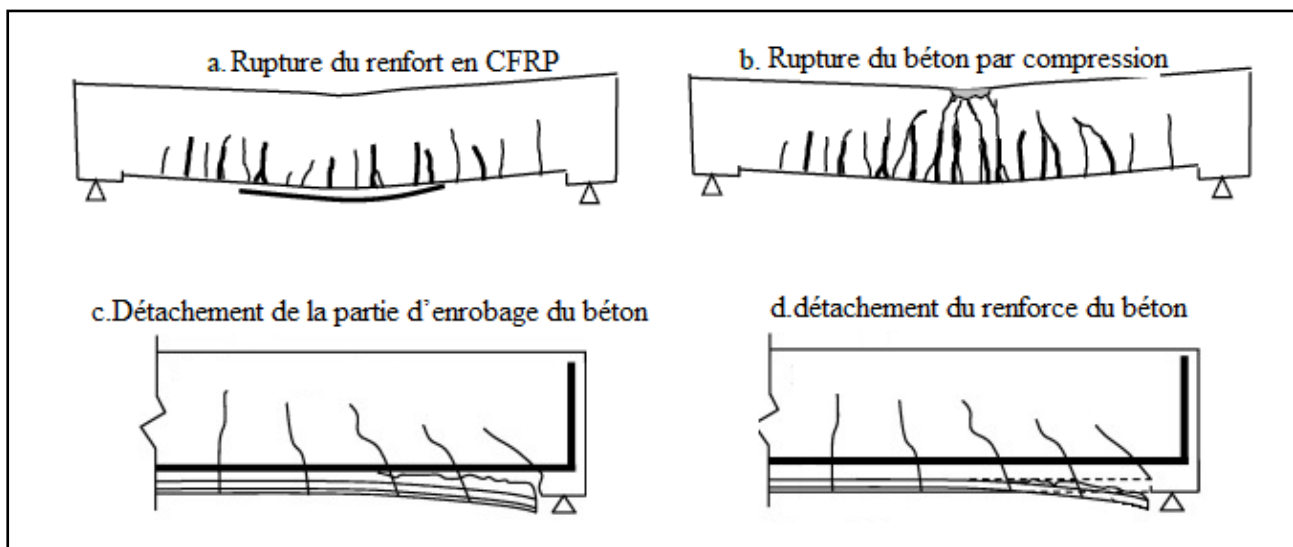 a. Rupture du renfort en CFRP
b. Rupture du béton par compression
c.Détachement de la partie d'enrobage du béton
d.détachement du renforce du béton